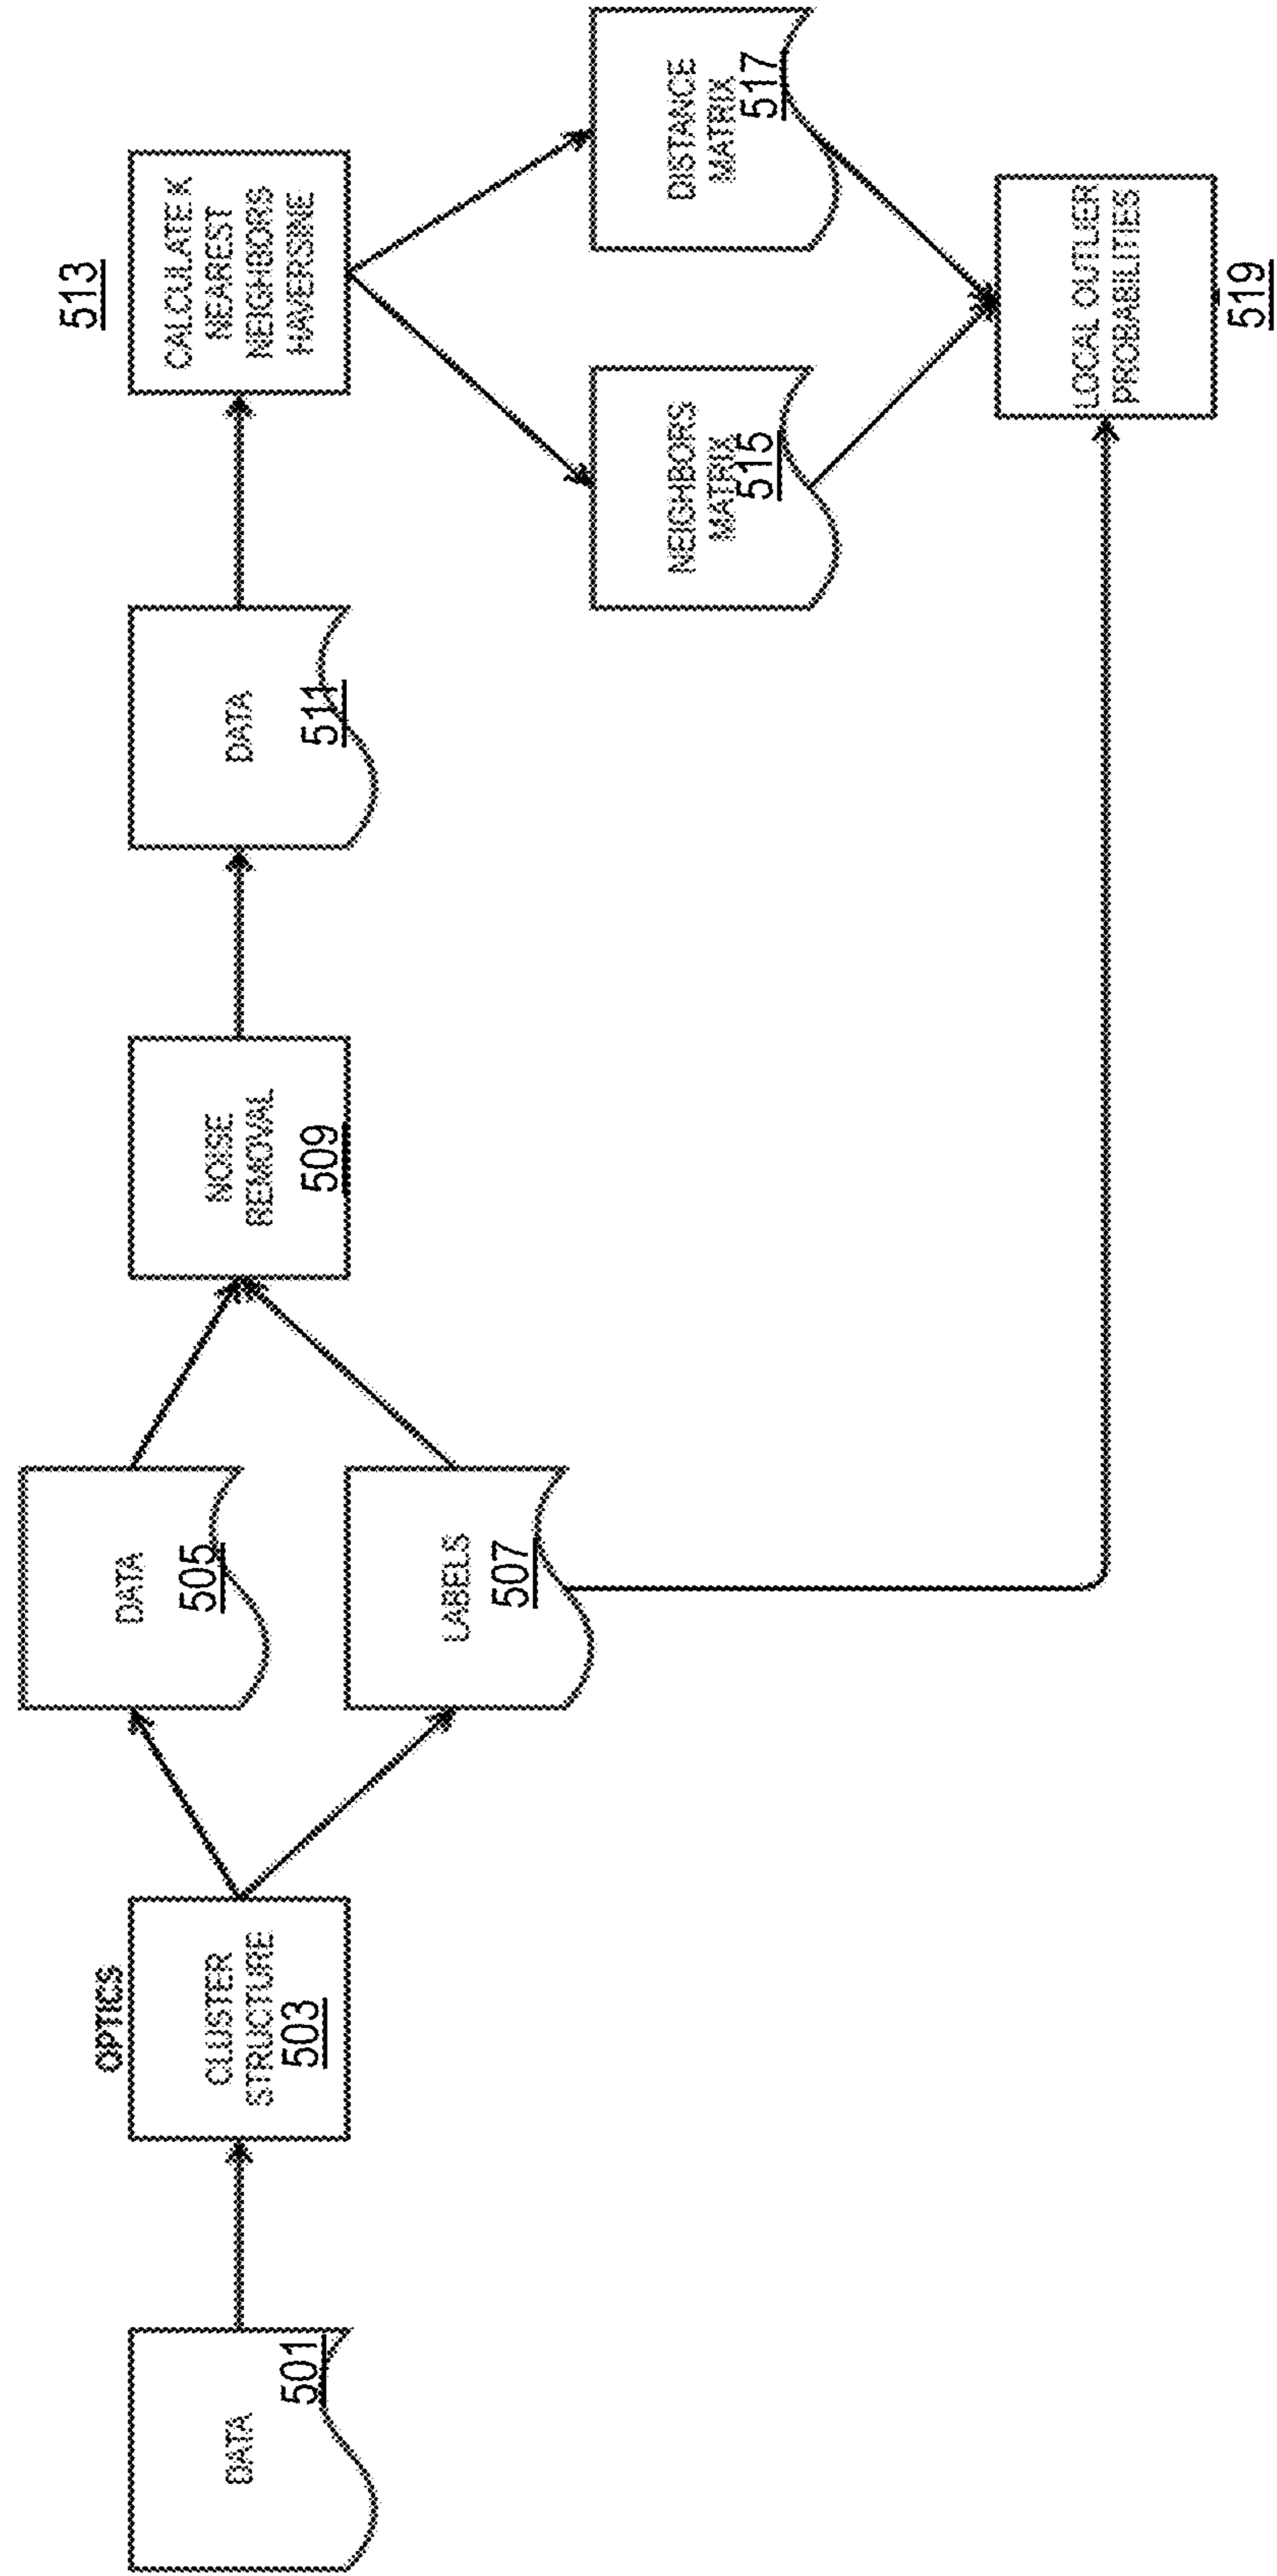 DATA
501
OPTICS
CLUSTER
STRUCTURE
503
DATA
505
LABELS
507
NOISE
REMOVAL
509
DATA
511
513
CALCULATE K
NEAREST
NEIGHBORS
HAVERSINE
NEIGHBORS
MATRIX
515
DISTANCE
MATRIX
517
LOCAL OUTLIER
PROBABILITIES
519